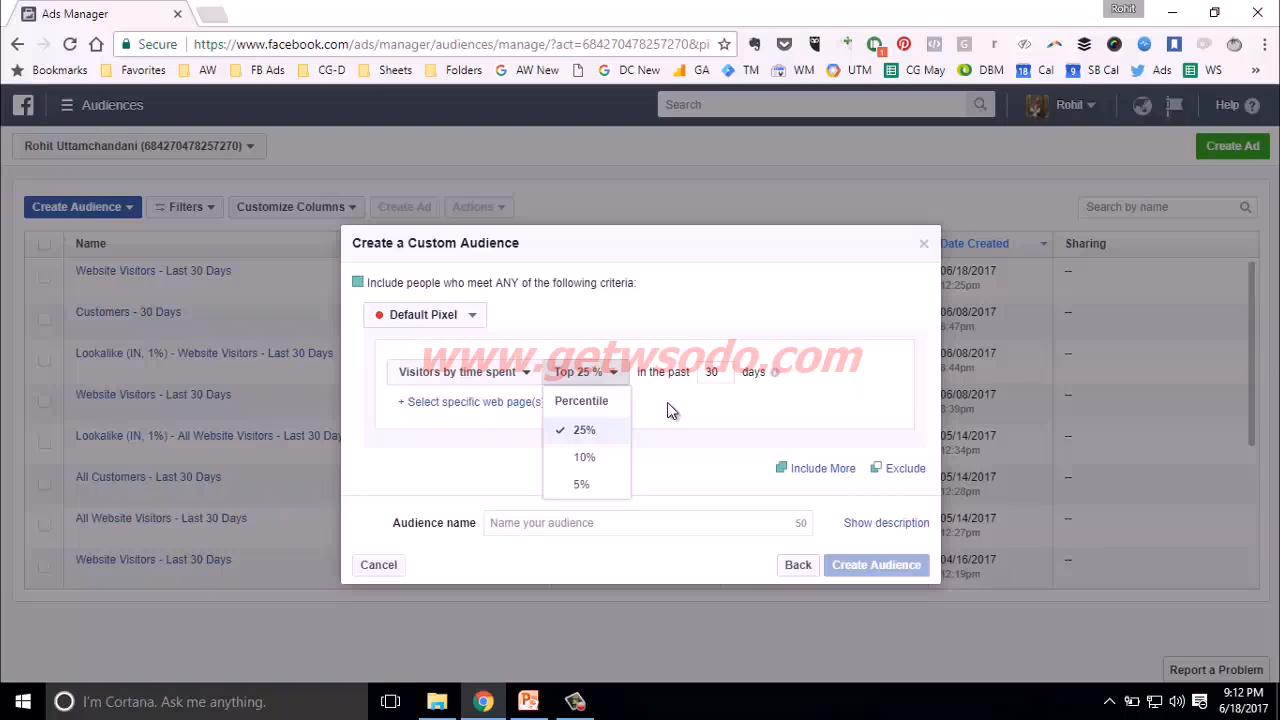 Ads Manager
Rohit
Secure
https://www.facebook.com/ads/manager/audiences/manage/?act=684270478257270&pi
Bookmarks
Favorites
AW
FB Ads
CG-D
Sheets
Folders
AW New
DC New
GA
TM
WM
UTM
CG May
DBM
Cal
SB Cal
Ads
WS
Audiences
Search
Rohit
Help
Rohit Uttamchandani (684270478257270)
Create Ad
Create Audience
Filters
Customize Columns
Create Ad
Actions
Search by name
Name
Date Created
Sharing
Website Visitors - Last 30 Days
06/18/2017
12:25pm
--
Customers - 30 Days
06/08/2017
8:47pm
--
Lookalike (IN, 1%) - Website Visitors - Last 30 Days
06/08/2017
8:44pm
--
Website Visitors - Last 30 Days
06/08/2017
8:39pm
--
Lookalike (IN, 1%) - All Website Visitors - Last 30 Day
05/14/2017
12:34pm
--
All Customers - Last 30 Days
05/14/2017
12:28pm
--
All Website Visitors - Last 30 Days
05/14/2017
12:27pm
--
Website Visitors - Last 30 Days
04/16/2017
12:19pm
--
Create a Custom Audience
Include people who meet ANY of the following criteria:
Default Pixel
www.getwsodo.com
Visitors by time spent
Top 25 %
in the past
30
days
+ Select specific web page(s)
Percentile
25%
10%
5%
Include More
Exclude
Audience name
Name your audience
50
Show description
Cancel
Back
Create Audience
Report a Problem
I'm Cortana. Ask me anything.
9:12 PM
6/18/2017